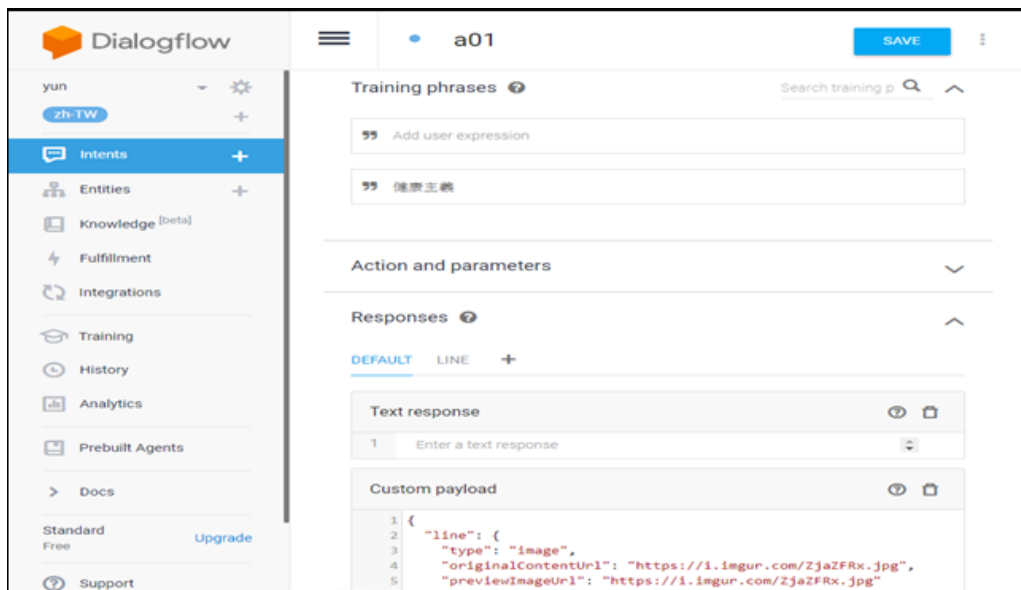 Dialogflow
a01
SAVE
yun
zh-TW
Intents
Entities
Knowledge [beta]
Fulfillment
Integrations
Training
History
Analytics
Prebuilt Agents
Docs
Standard
Free
Upgrade
Support
Training phrases
Search training p
Add user expression
健康主義
Action and parameters
Responses
DEFAULT LINE
Text response
1 Enter a text response
Custom payload
1 {
2 "line": {
3 "type": "image",
4 "originalContentUrl": "https://i.imgur.com/ZjaZFRx.jpg",
5 "previewImageUrl": "https://i.imgur.com/ZjaZFRx.jpg"